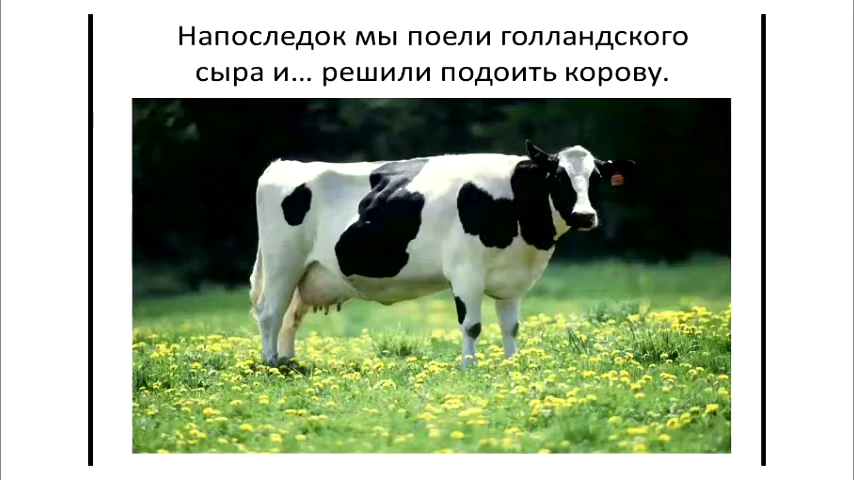 Напоследок мы поели голландского
сыра и... решили подоить корову.